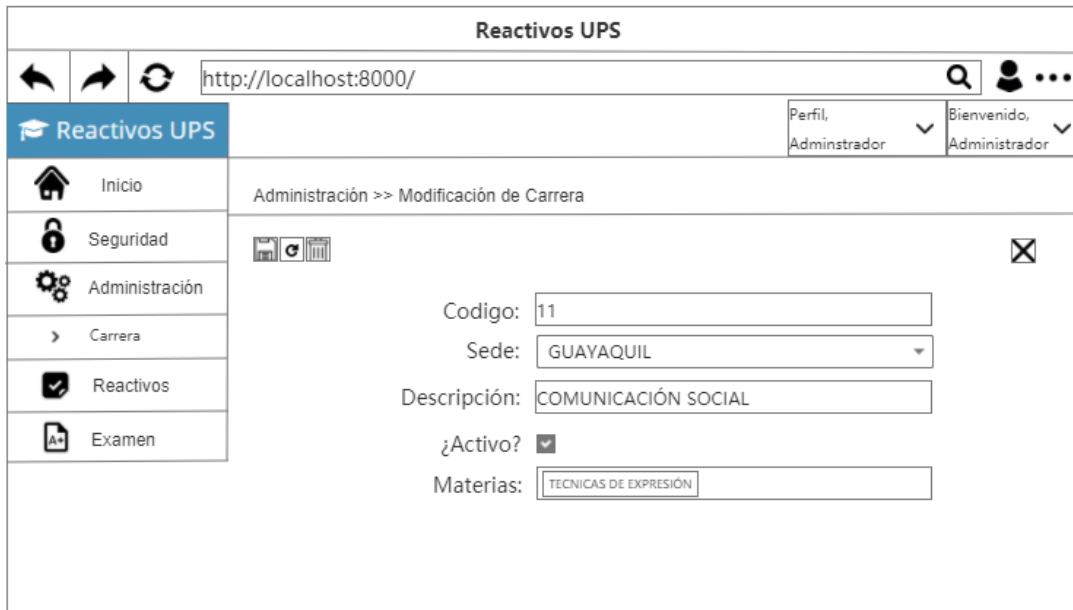 Reactivos UPS
http://localhost:8000/
Reactivos UPS
Perfil,
Adminstrador
Bienvenido,
Administrador
Inicio
Administración >> Modificación de Carrera
Seguridad
Administración
Carrera
Reactivos
A+
Examen
Codigo: 11
Sede: GUAYAQUIL
Descripción: COMUNICACIÓN SOCIAL
¿Activo?
Materias: TECNICAS DE EXPRESIÓN